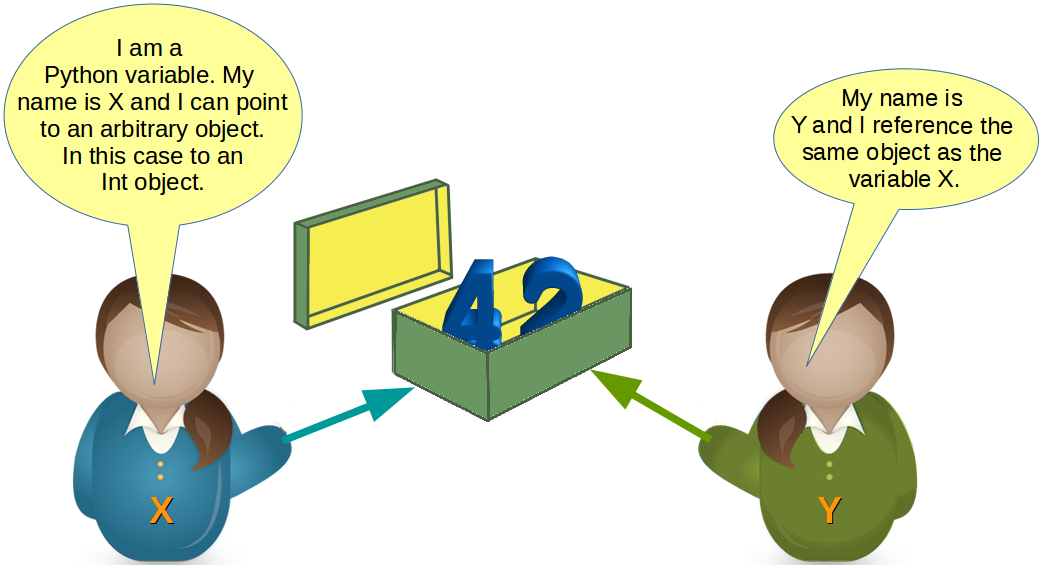 I am a
Python variable. My
name is X and I can point
to an arbitrary object.
In this case to an
Int object.
My name is
Y and I reference the
same object as the
variable X.
42
X
Y